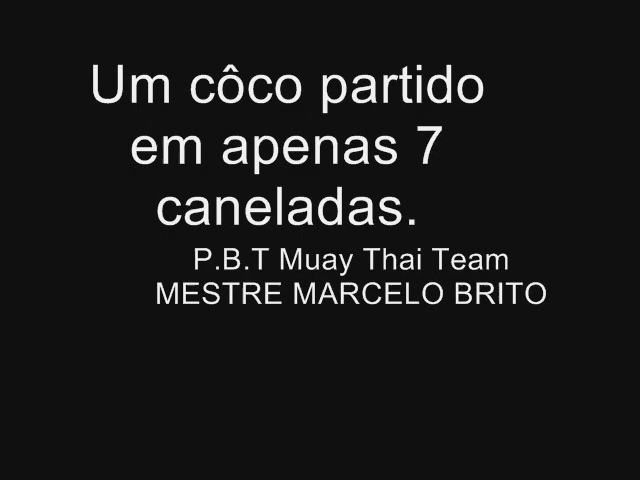 Um côco partido
em apenas 7
caneladas.
P.B.T Muay Thai Team
MESTRE MARCELO BRITO